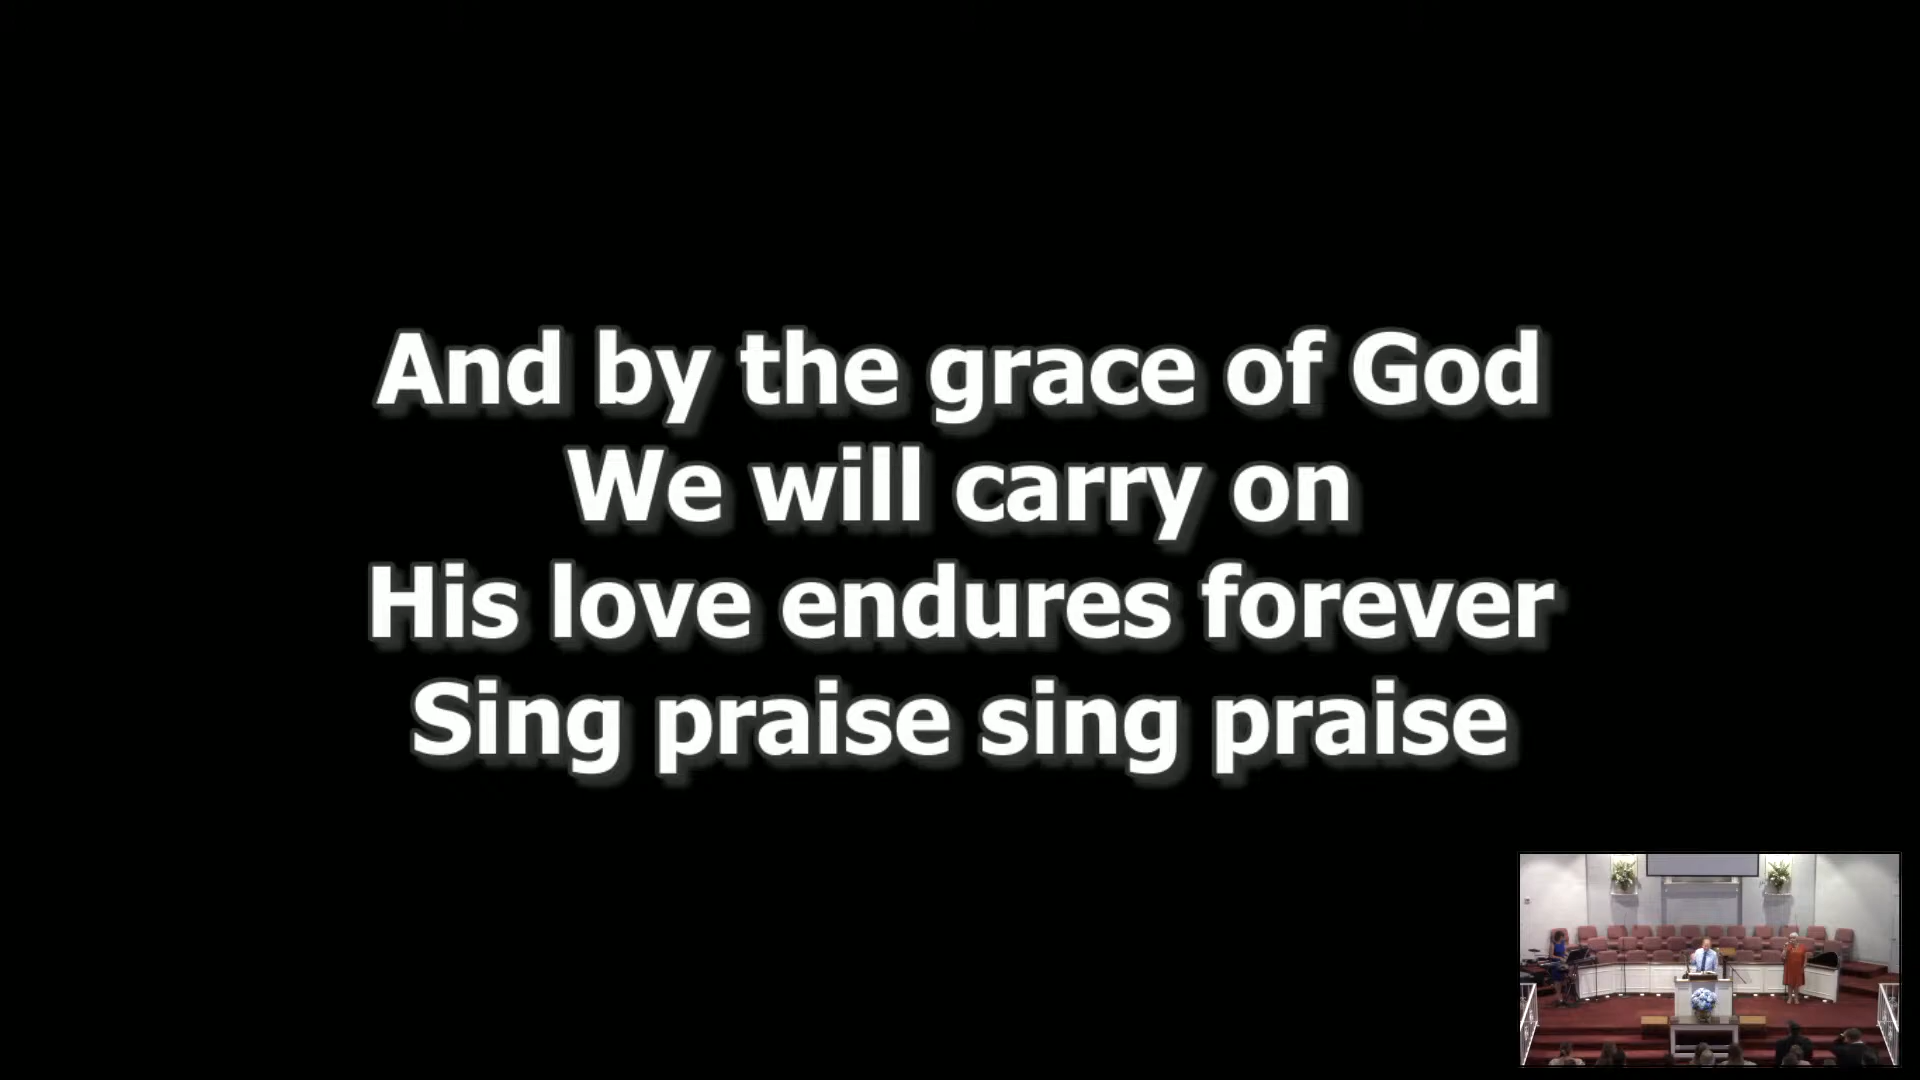 And by the grace of God
We will carry on
His love endures forever
Sing praise sing praise